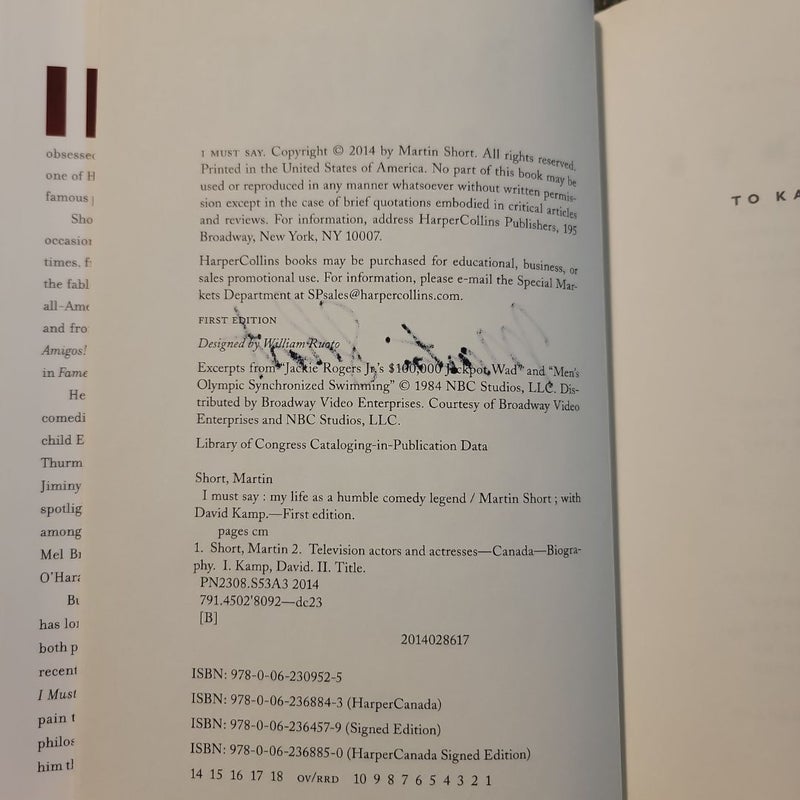 obsessed
one of H
famous
Sho
occasion
times, f
the fabl
all-Ame
and fro
Amigos!
in Fame
He
comedi
child E
Thurm
Jiminy
spotlig
among
Mel Br
O'Hara
Bu
has lon
both p
recent
I Must
pain t
philos
him tl
I MUST SAY. Copyright © 2014 by Martin Short. All rights reserved.
Printed in the United States of America. No part of this book may be
used or reproduced in any manner whatsoever without written permis-
sion except in the case of brief quotations embodied in critical articles
and reviews. For information, address HarperCollins Publishers, 195
Broadway, New York, NY 10007.
HarperCollins books may be purchased for educational, business, or
sales promotional use. For information, please e-mail the Special Mar-
kets Department at SPsales@harpercollins.com.
FIRST EDITION
Designed by William Ruoto
Excerpts from "Jackie Rogers Jr.'s $100,000 Jackpot Wad" and "Men's
Olympic Synchronized Swimming" © 1984 NBC Studios, LLC. Dis-
tributed by Broadway Video Enterprises. Courtesy of Broadway Video
Enterprises and NBC Studios, LLC.
Library of Congress Cataloging-in-Publication Data
Short, Martin
I must say : my life as a humble comedy legend / Martin Short ; with
David Kamp.—First edition.
pages cm
1. Short, Martin 2. Television actors and actresses—Canada—Biogra-
phy. I. Kamp, David. II. Title.
PN2308.S53A3 2014
791.4502'8092—dc23
[B]
2014028617
ISBN: 978-0-06-230952-5
ISBN: 978-0-06-236884-3 (HarperCanada)
ISBN: 978-0-06-236457-9 (Signed Edition)
ISBN: 978-0-06-236885-0 (HarperCanada Signed Edition)
14 15 16 17 18 OV/RRD 10 9 8 7 6 5 4 3 2 1
TO KA